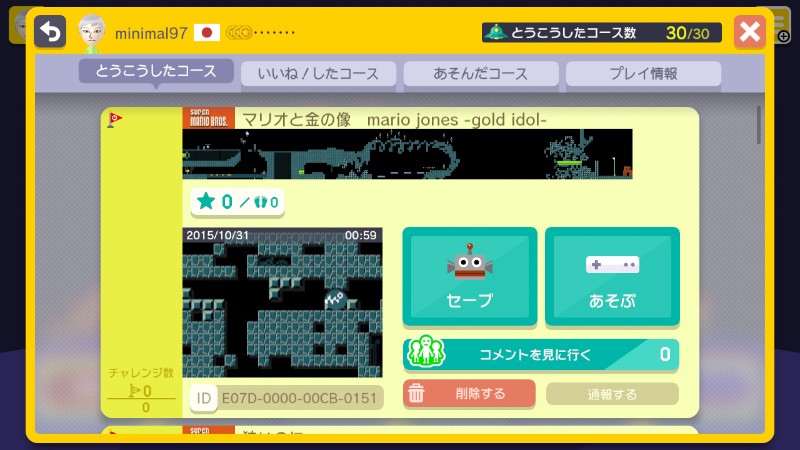 minimal97
とうこうしたコース数 30/30
とうこうしたコース
いいね!したコース
あそんだコース
プレイ情報
SUPER MARIO BROS.
マリオと金の像 mario jones -gold idol-
0 / 0
2015/10/31 00:59
セーブ
あそぶ
コメントを見に行く 0
チャレンジ数
0
0
ID E07D-0000-00CB-0151
削除する
通報する
SUPER